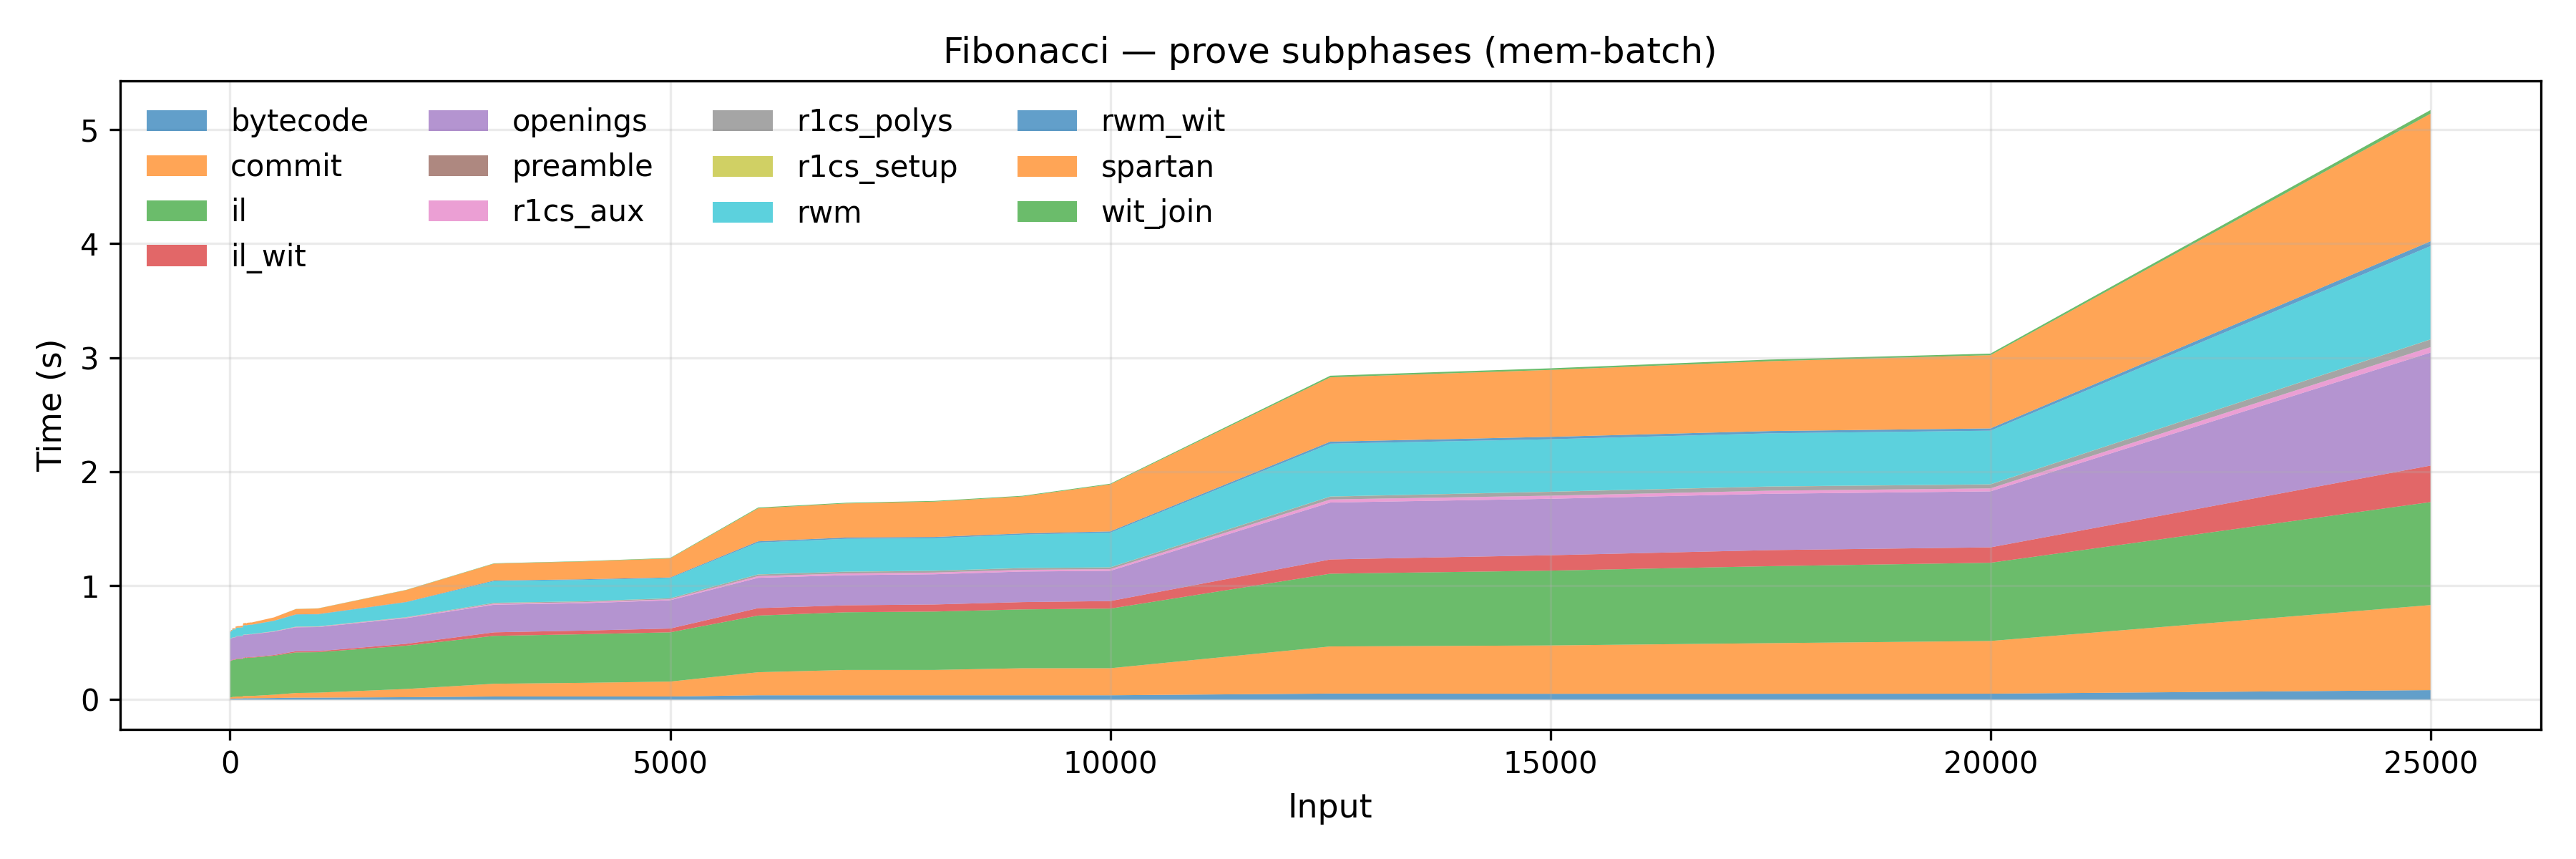 Fibonacci — prove subphases (mem-batch)
bytecode
commit
il
il_wit
openings
preamble
r1cs_aux
r1cs_polys
r1cs_setup
rwm
rwm_wit
spartan
wit_join
Time (s)
5
4
3
2
1
0
0 5000 10000 15000 20000 25000
Input